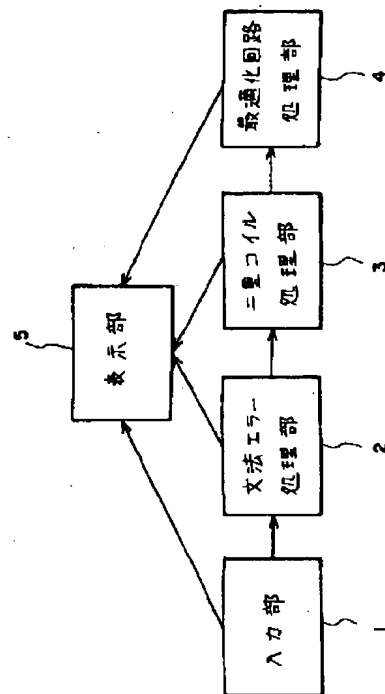 5
表示部
入力部
1
文法エラー
処理部
2
二重コイル
処理部
3
最適化回路
処理部
4